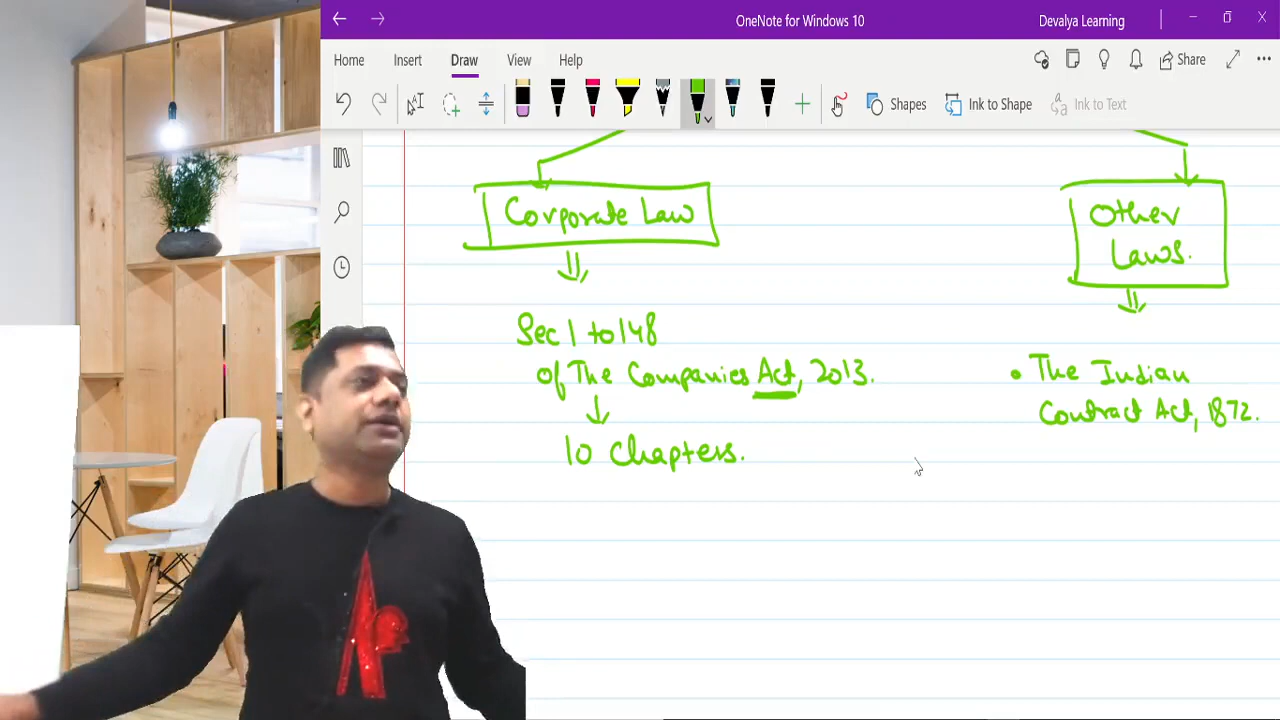 OneNote for Windows 10
Devalya Learning
Home Insert Draw View Help
Share
Shapes
Ink to Shape
Ink to Text
Corporate Law
Sec 1 to 148
of The Companies Act, 2013.
10 Chapters.
Other
Laws.
• The Indian
Contract Act, 1872.